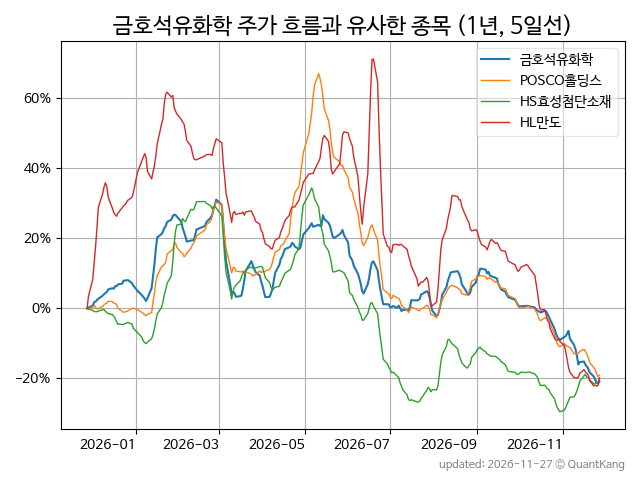 금호석유화학 주가 흐름과 유사한 종목 (1년, 5일선)
금호석유화학
POSCO홀딩스
HS효성첨단소재
HL만도
60%
40%
20%
0%
−20%
2026-01 2026-03 2026-05 2026-07 2026-09 2026-11
updated: 2026-11-27 © QuantKang